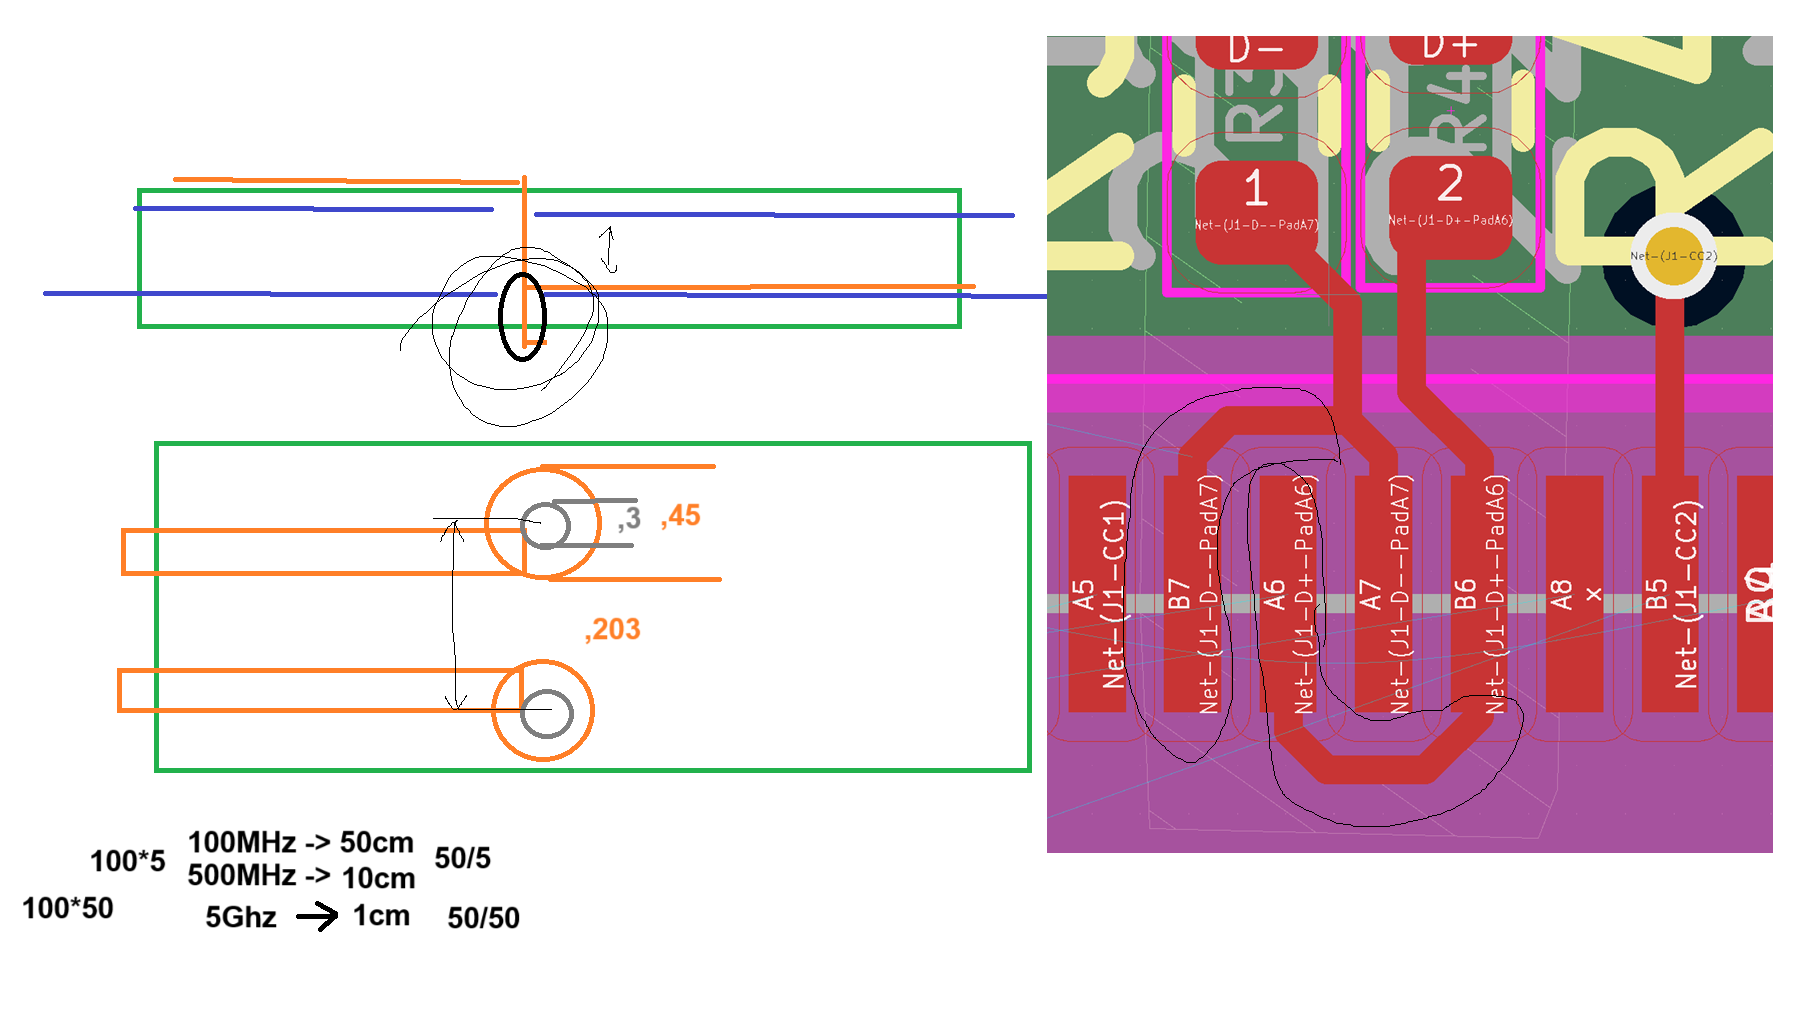 ,3
,45
,203
100*5
100MHz -> 50cm
50/5
500MHz -> 10cm
100*50
5Ghz
1cm
50/50
D-
D+
R3
R4
1
Net-(J1-D--PadA7)
2
Net-(J1-D+-PadA6)
Net-(J1-CC2)
A5
Net-(J1-CC1)
B7
Net-(J1-D--PadA7)
A6
Net-(J1-D+-PadA6)
A7
Net-(J1-D--PadA7)
B6
Net-(J1-D+-PadA6)
A8
x
B5
Net-(J1-CC2)